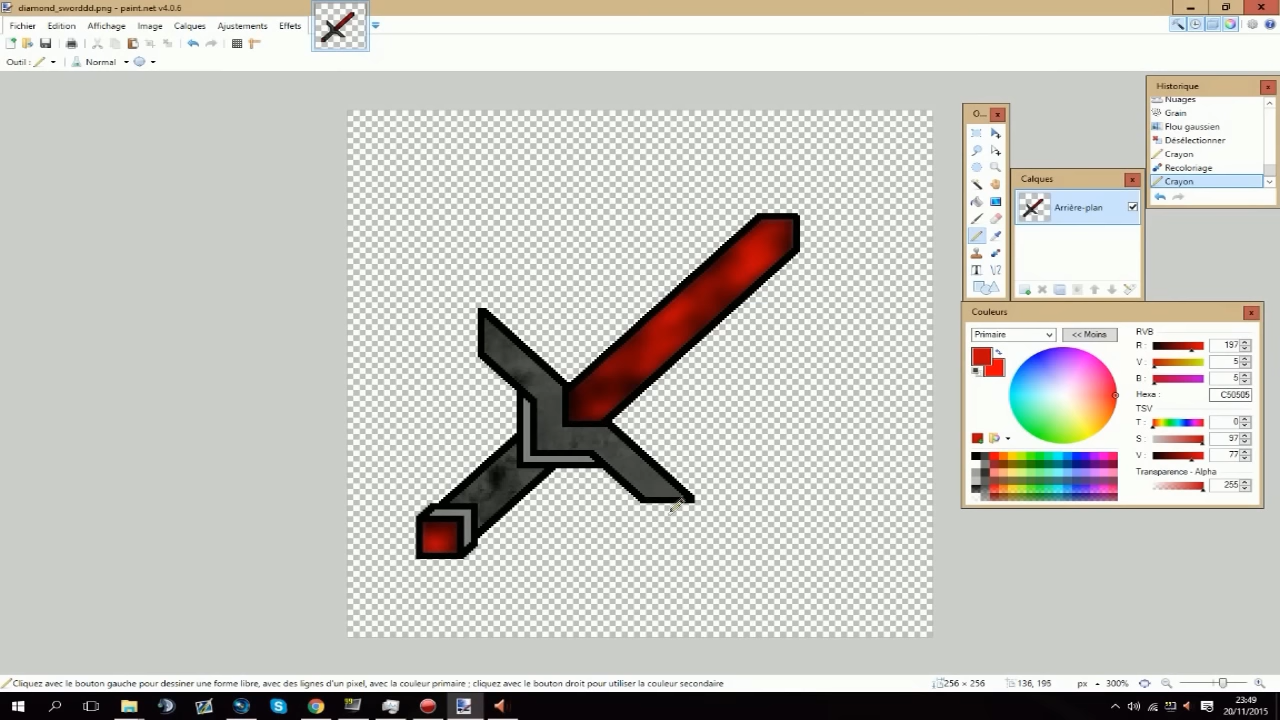 diamond_sworddd.png - paint.net v4.0.6
Fichier Edition Affichage Image Calques Ajustements Effets
Outil : Normal
Historique
Nuages
Grain
Flou gaussien
Désélectionner
Crayon
Recoloriage
Crayon
O...
Calques
Arrière-plan
Couleurs
Primaire << Moins
RVB
R : 197
V : 5
B : 5
Hexa : C50505
TSV
T : 0
S : 97
V : 77
Transparence - Alpha
255
Cliquez avec le bouton gauche pour dessiner une forme libre, avec des lignes d'un pixel, avec la couleur primaire ; cliquez avec le bouton droit pour utiliser la couleur secondaire
256 × 256 136, 195 px 300%
23:49
20/11/2015